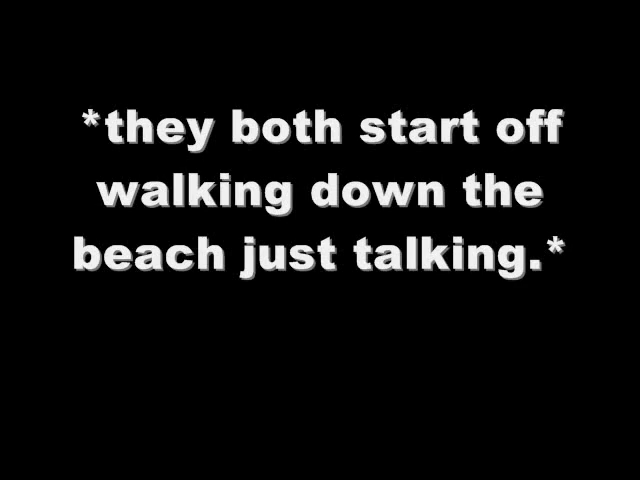 *they both start off
walking down the
beach just talking.*